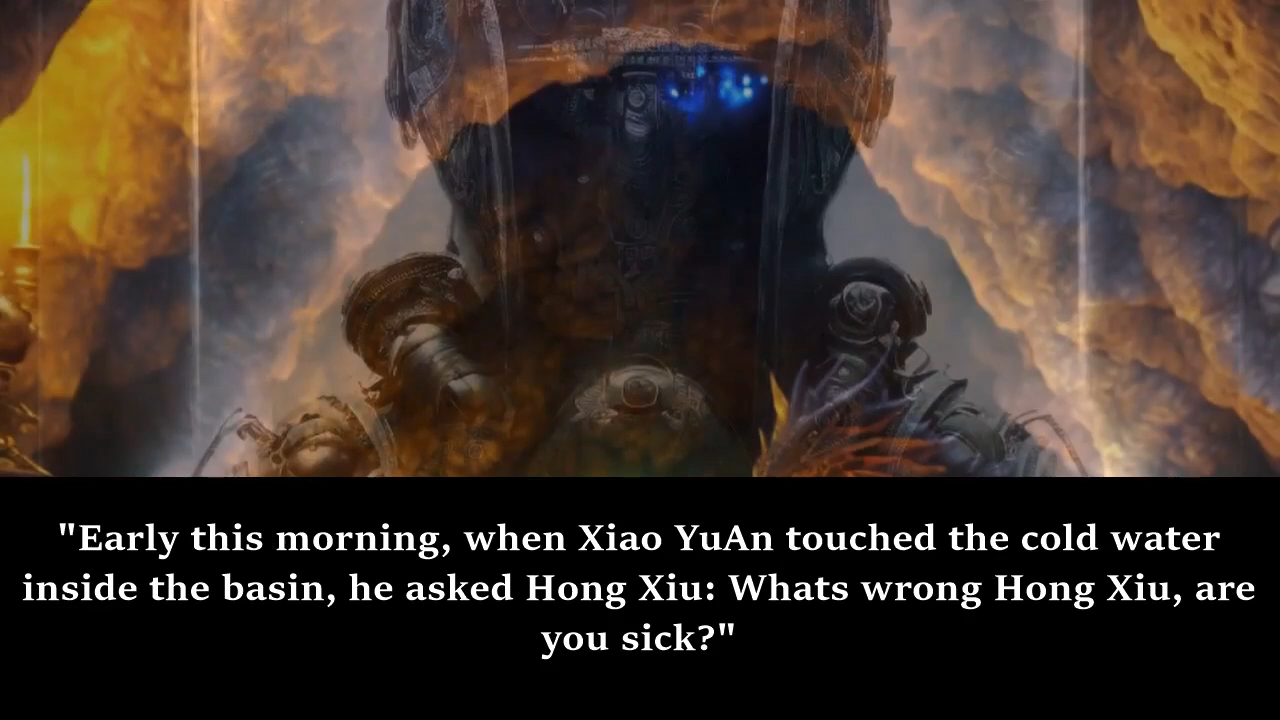 "Early this morning, when Xiao YuAn touched the cold water
inside the basin, he asked Hong Xiu: Whats wrong Hong Xiu, are
you sick?"